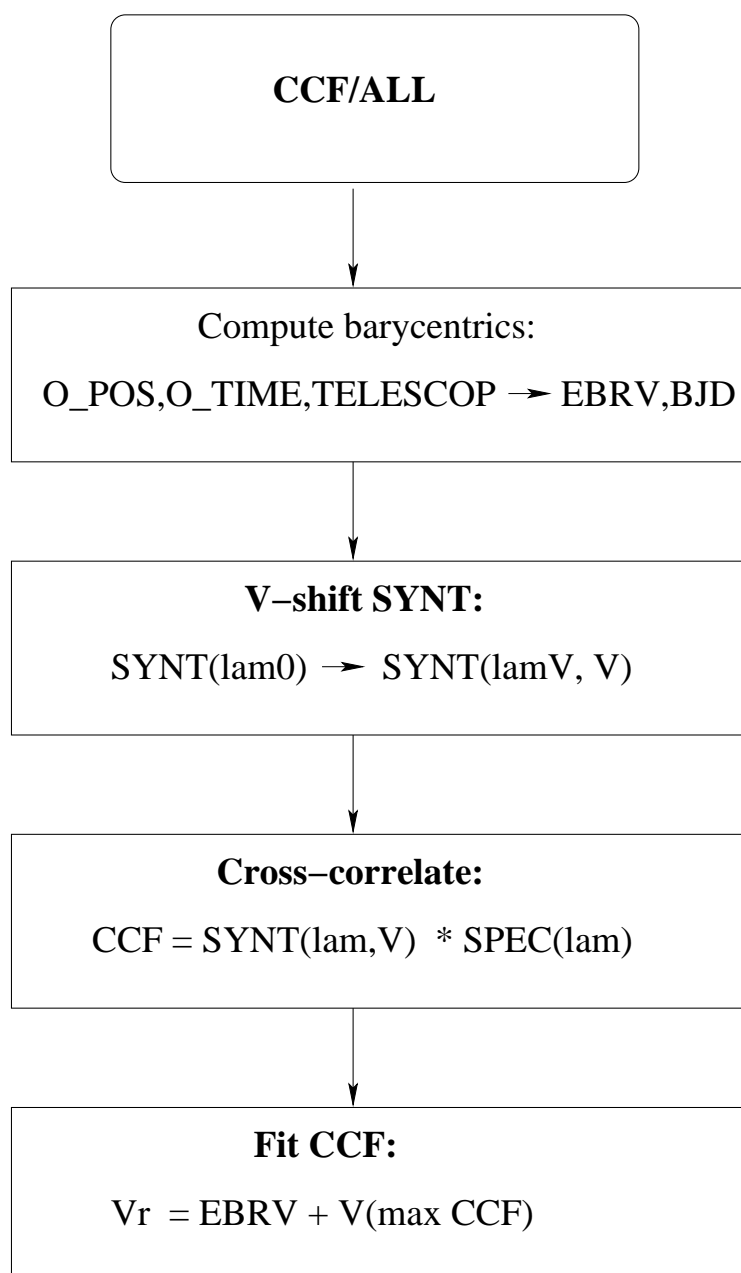 CCF/ALL
Compute barycentrics:
O_POS,O_TIME,TELESCOP → EBRV,BJD
V−shift SYNT:
SYNT(lam0) → SYNT(lamV, V)
Cross−correlate:
CCF = SYNT(lam,V) * SPEC(lam)
Fit CCF:
Vr = EBRV + V(max CCF)